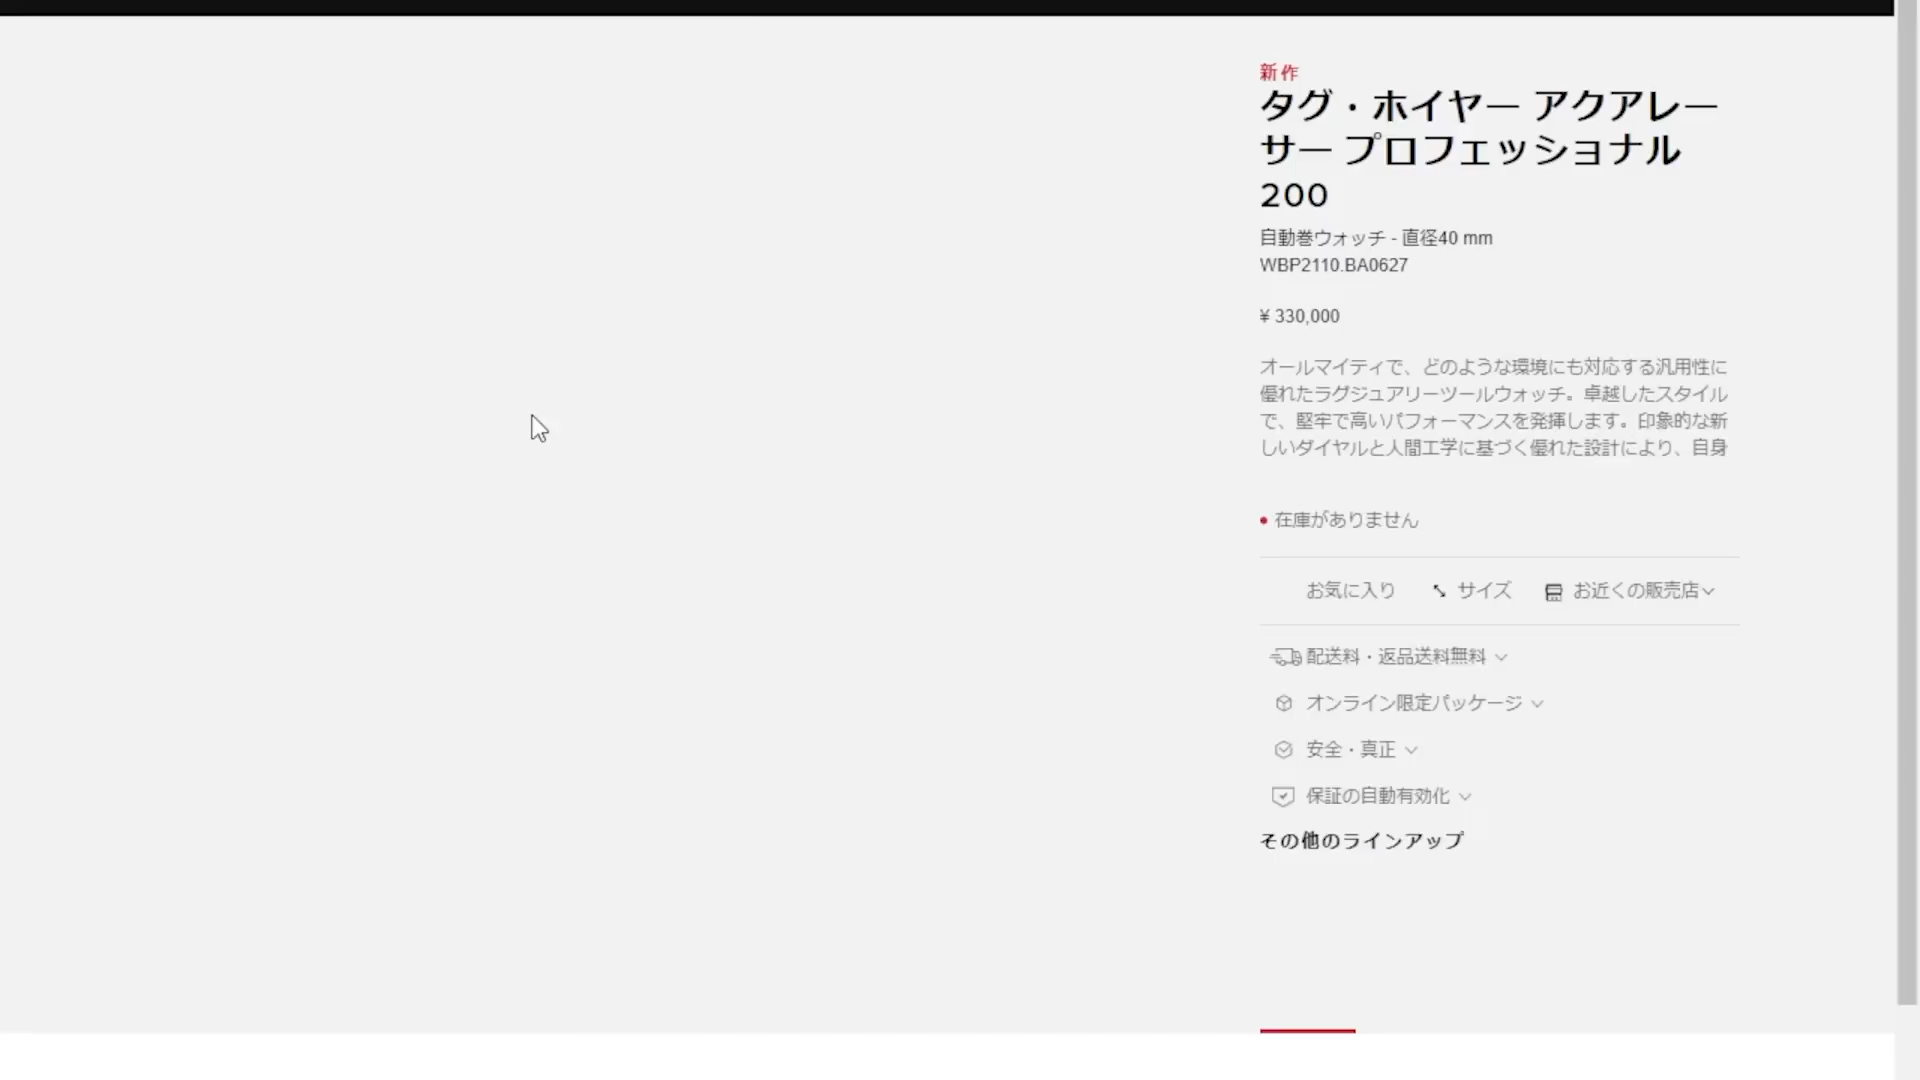 新作
タグ・ホイヤー アクアレー
サー プロフェッショナル
200
自動巻ウォッチ - 直径40 mm
WBP2110.BA0627
¥ 330,000
オールマイティで、どのような環境にも対応する汎用性に
優れたラグジュアリーツールウォッチ。卓越したスタイル
で、堅牢で高いパフォーマンスを発揮します。印象的な新
しいダイヤルと人間工学に基づく優れた設計により、自身
在庫がありません
お気に入り サイズ お近くの販売店
配送料・返品送料無料
オンライン限定パッケージ
安全・真正
保証の自動有効化
その他のラインアップ